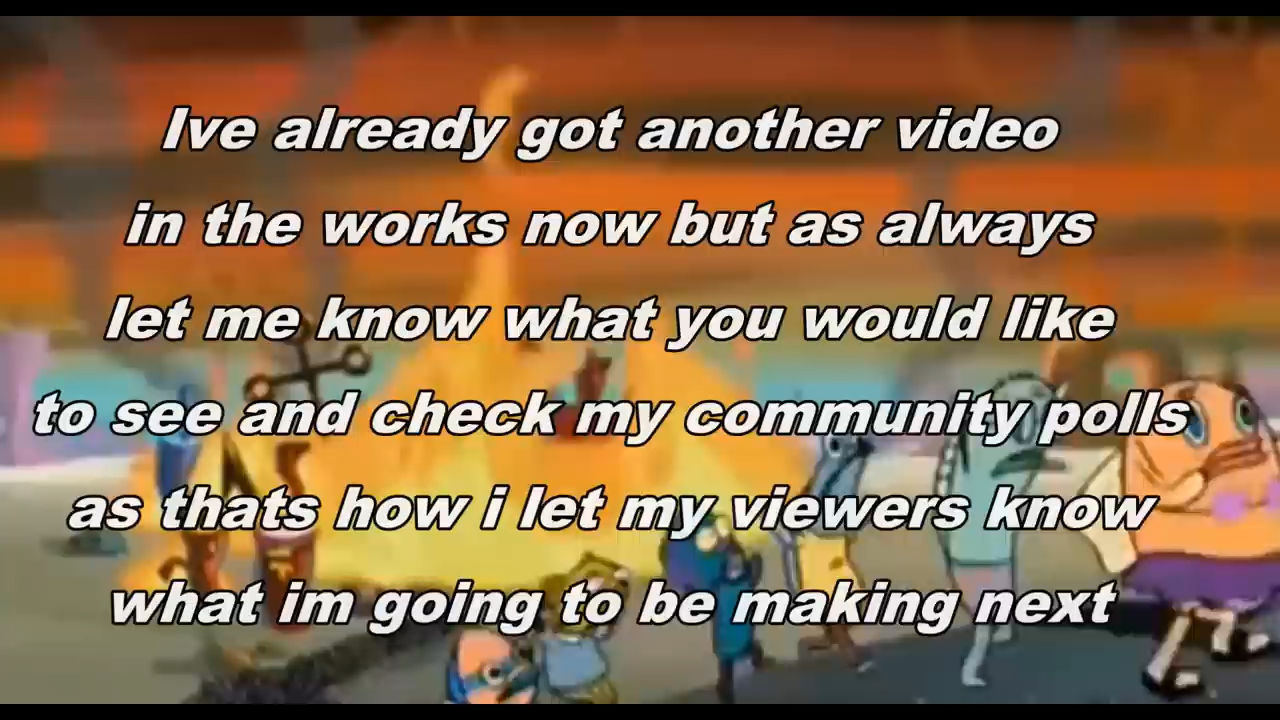 Ive already got another video
in the works now but as always
let me know what you would like
to see and check my community polls
as thats how i let my viewers know
what im going to be making next